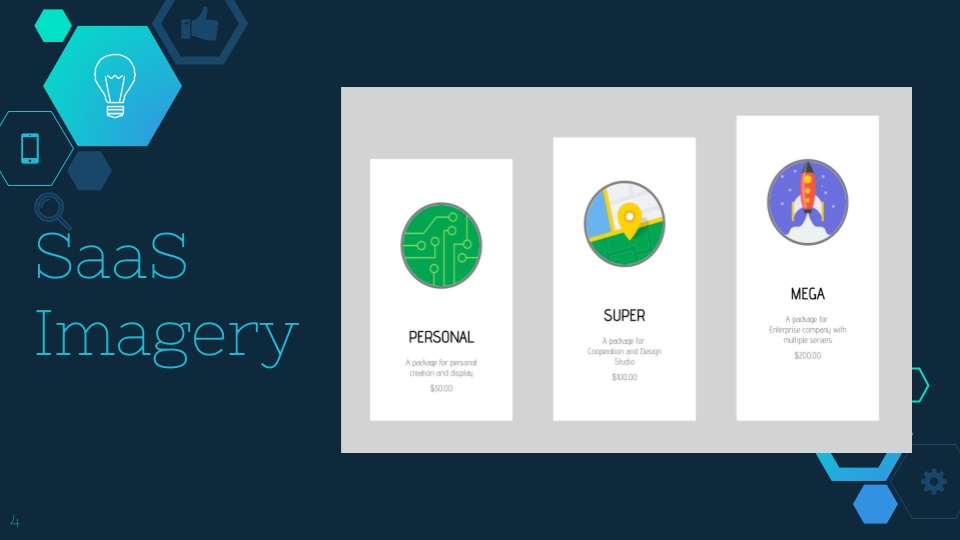 SaaS
Imagery
PERSONAL
A package for personal
creation and display
$50.00
SUPER
A package for
Cooperation and Design
Studio
$100.00
MEGA
A package for
Enterprise company with
multiple servers
$200.00
4